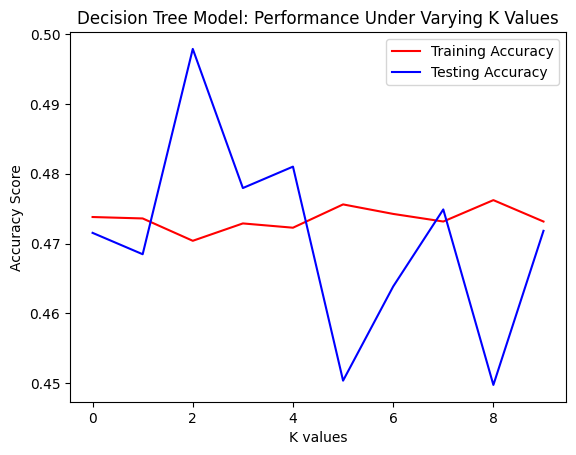 Decision Tree Model: Performance Under Varying K Values
Training Accuracy
Testing Accuracy
Accuracy Score
0.50
0.49
0.48
0.47
0.46
0.45
0
2
4
6
8
K values